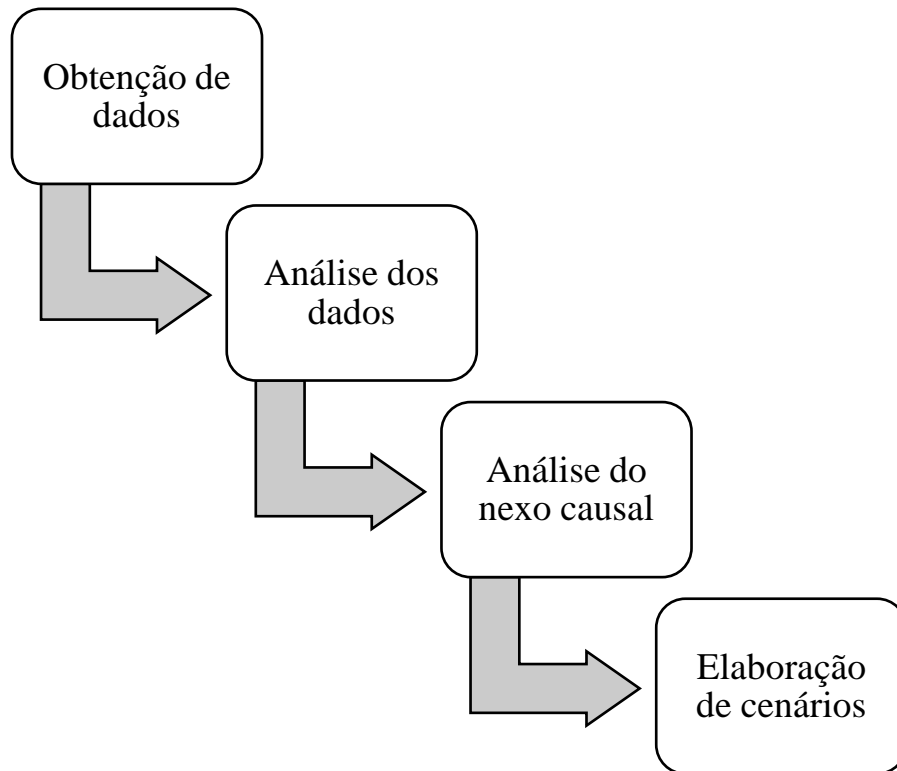 Obtenção de
dados
Análise dos
dados
Análise do
nexo causal
Elaboração
de cenários